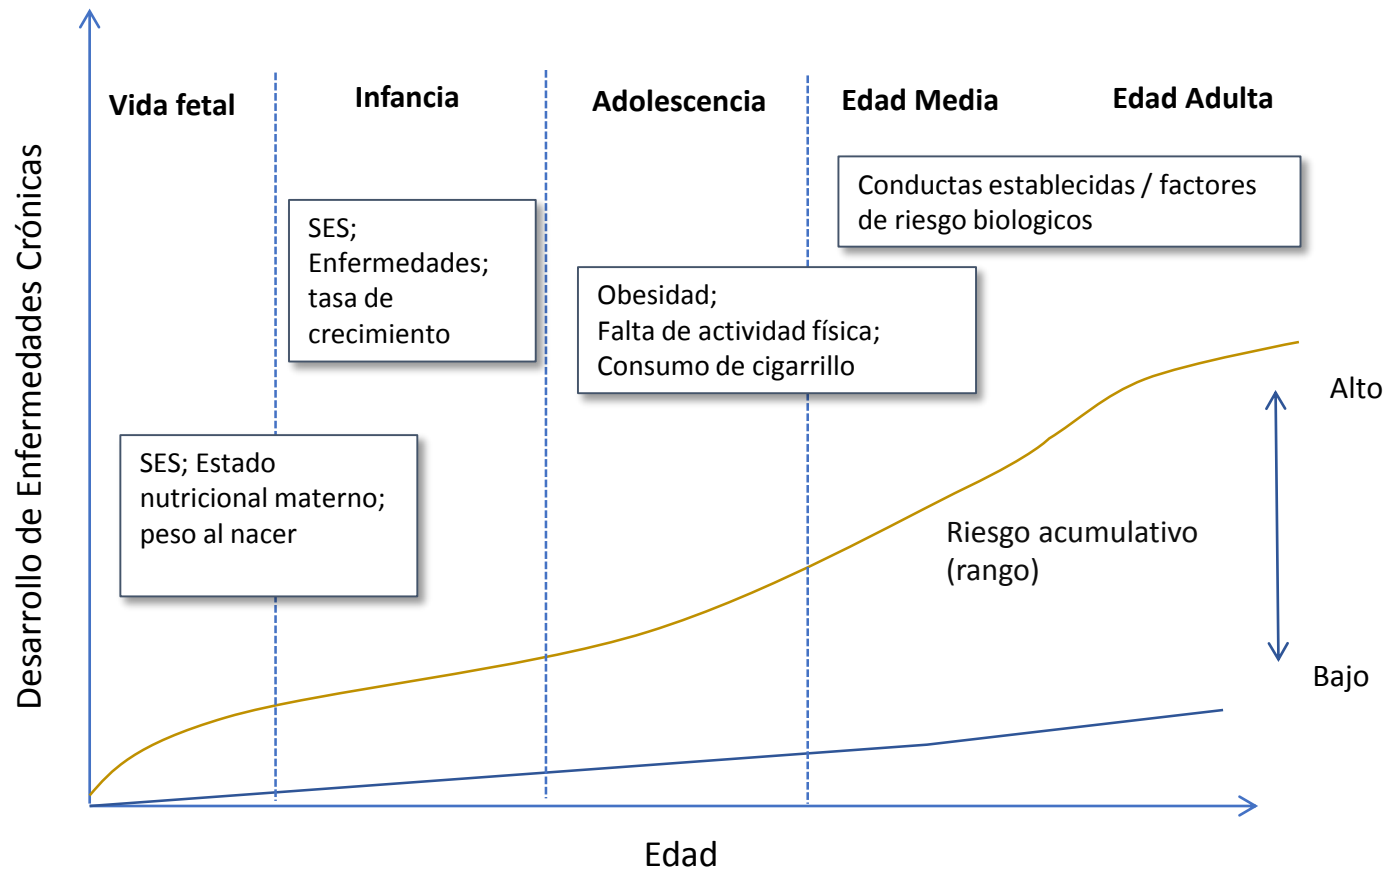 Desarrollo de Enfermedades Crónicas
Vida fetal
Infancia
Adolescencia
Edad Media
Edad Adulta
Conductas establecidas / factores
de riesgo biologicos
SES;
Enfermedades;
tasa de
crecimiento
Obesidad;
Falta de actividad física;
Consumo de cigarrillo
SES; Estado
nutricional materno;
peso al nacer
Alto
Riesgo acumulativo
(rango)
Bajo
Edad